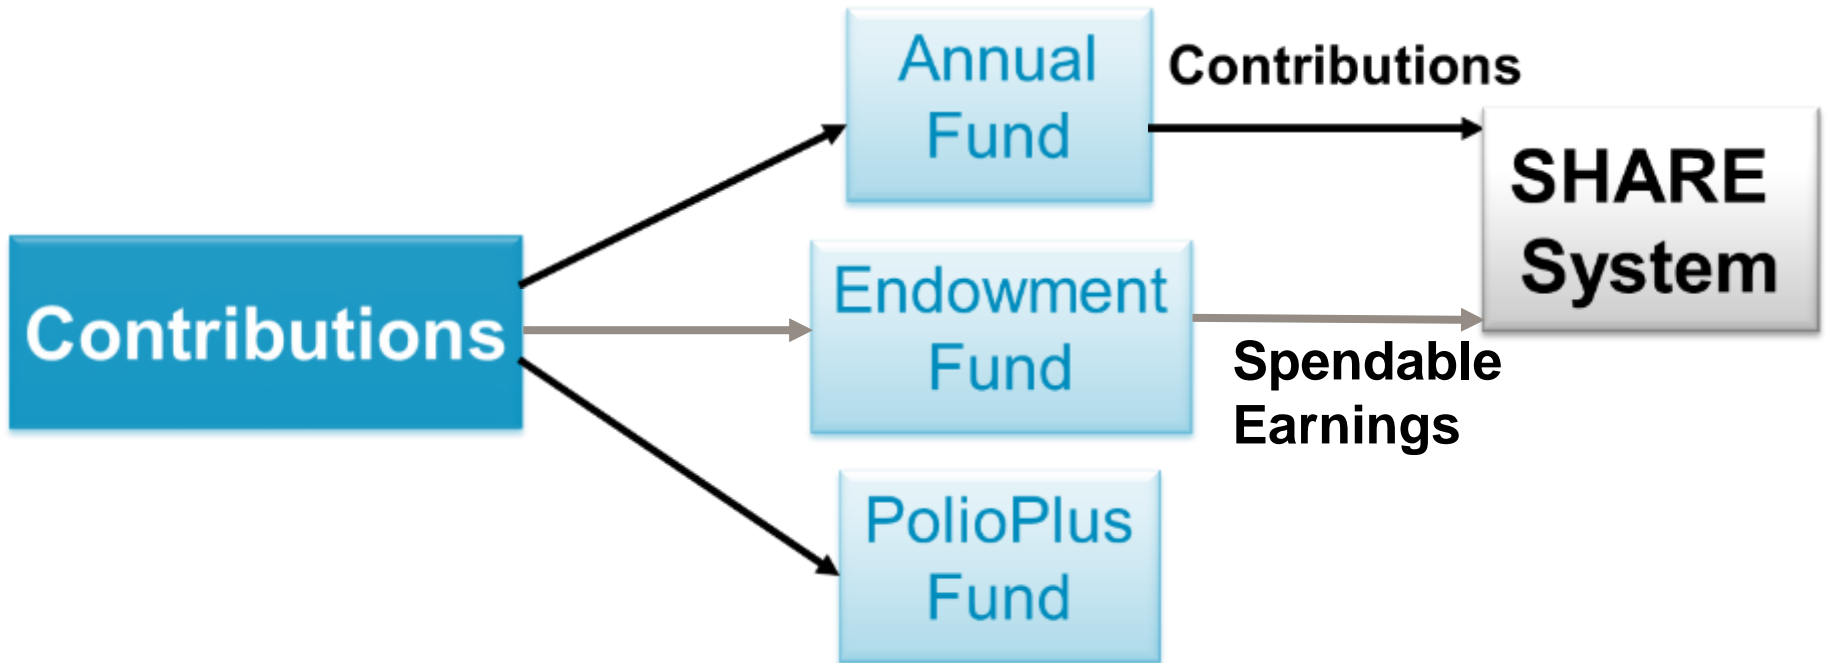 Contributions
Annual
Fund
Contributions
Endowment
Fund
Spendable
Earnings
PolioPlus
Fund
SHARE
System